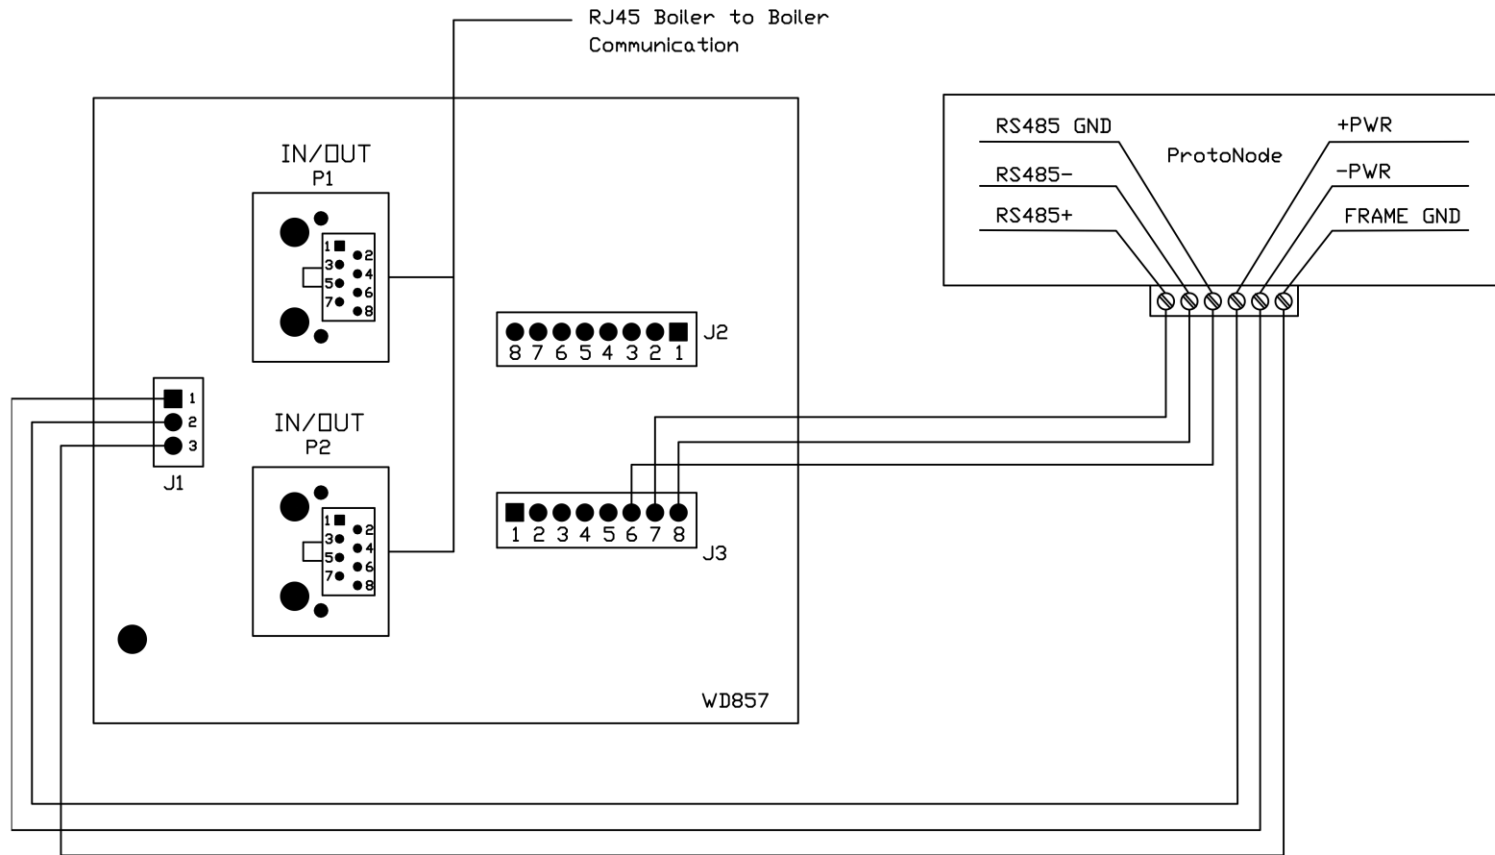 RJ45 Boiler to Boiler
Communication
IN/OUT
P1
1
2
3
4
5
6
7
8
RS485 GND
RS485-
RS485+
ProtoNode
+PWR
-PWR
FRAME GND
J2
8 7 6 5 4 3 2 1
1
2
3
J1
IN/OUT
P2
1
2
3
4
5
6
7
8
1 2 3 4 5 6 7 8
J3
WD857